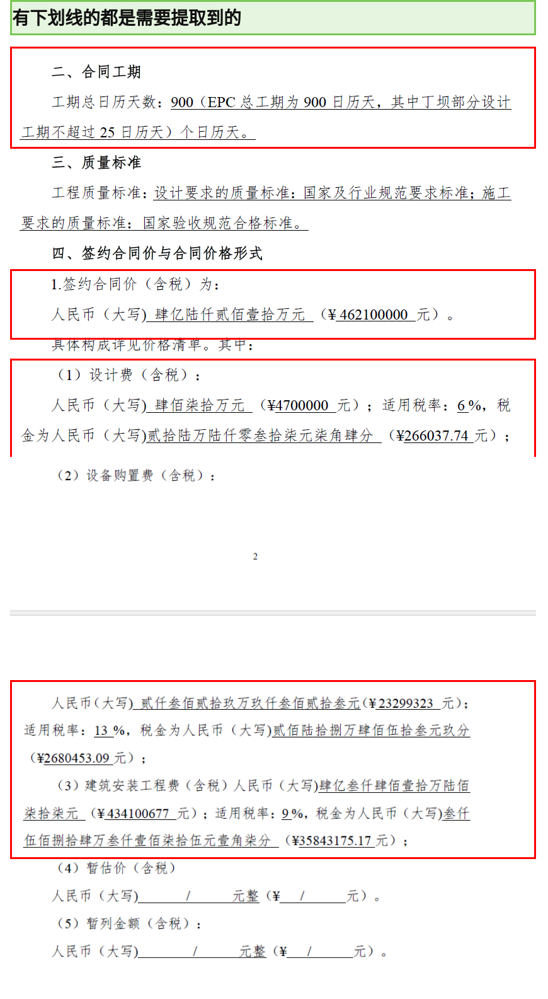 有下划线的都是需要提取到的
二、合同工期
工期总日历天数：900（EPC 总工期为 900 日历天，其中丁坝部分设计
工期不超过 25 日历天）个日历天。
三、质量标准
工程质量标准：设计要求的质量标准：国家及行业规范要求标准；施工
要求的质量标准：国家验收规范合格标准。
四、签约合同价与合同价格形式
1.签约合同价（含税）为：
人民币（大写) 肆亿陆仟贰佰壹拾万元 （¥ 462100000 元）。
具体构成详见价格清单。其中：
（1）设计费（含税）：
人民币（大写) 肆佰柒拾万元 （¥4700000 元）；适用税率：6 %，税
金为人民币（大写)贰拾陆万陆仟零叁拾柒元柒角肆分 （¥266037.74 元）；
（2）设备购置费（含税）：
2
人民币（大写) 贰仟叁佰贰拾玖万玖仟叁佰贰拾叁元(¥ 23299323 元）；
适用税率：13 %，税金为人民币（大写)贰佰陆拾捌万肆佰伍拾叁元玖分
（¥2680453.09 元）；
（3）建筑安装工程费（含税）人民币（大写)肆亿叁仟肆佰壹拾万陆佰
柒拾柒元 （¥ 434100677 元）；适用税率：9 %，税金为人民币（大写)叁仟
伍佰捌拾肆万叁仟壹佰柒拾伍元壹角柒分 （¥35843175.17 元）；
（4）暂估价（含税）
人民币（大写) / 元整（¥ / 元）。
（5）暂列金额（含税）：
人民币（大写) / 元整（¥ / 元）。